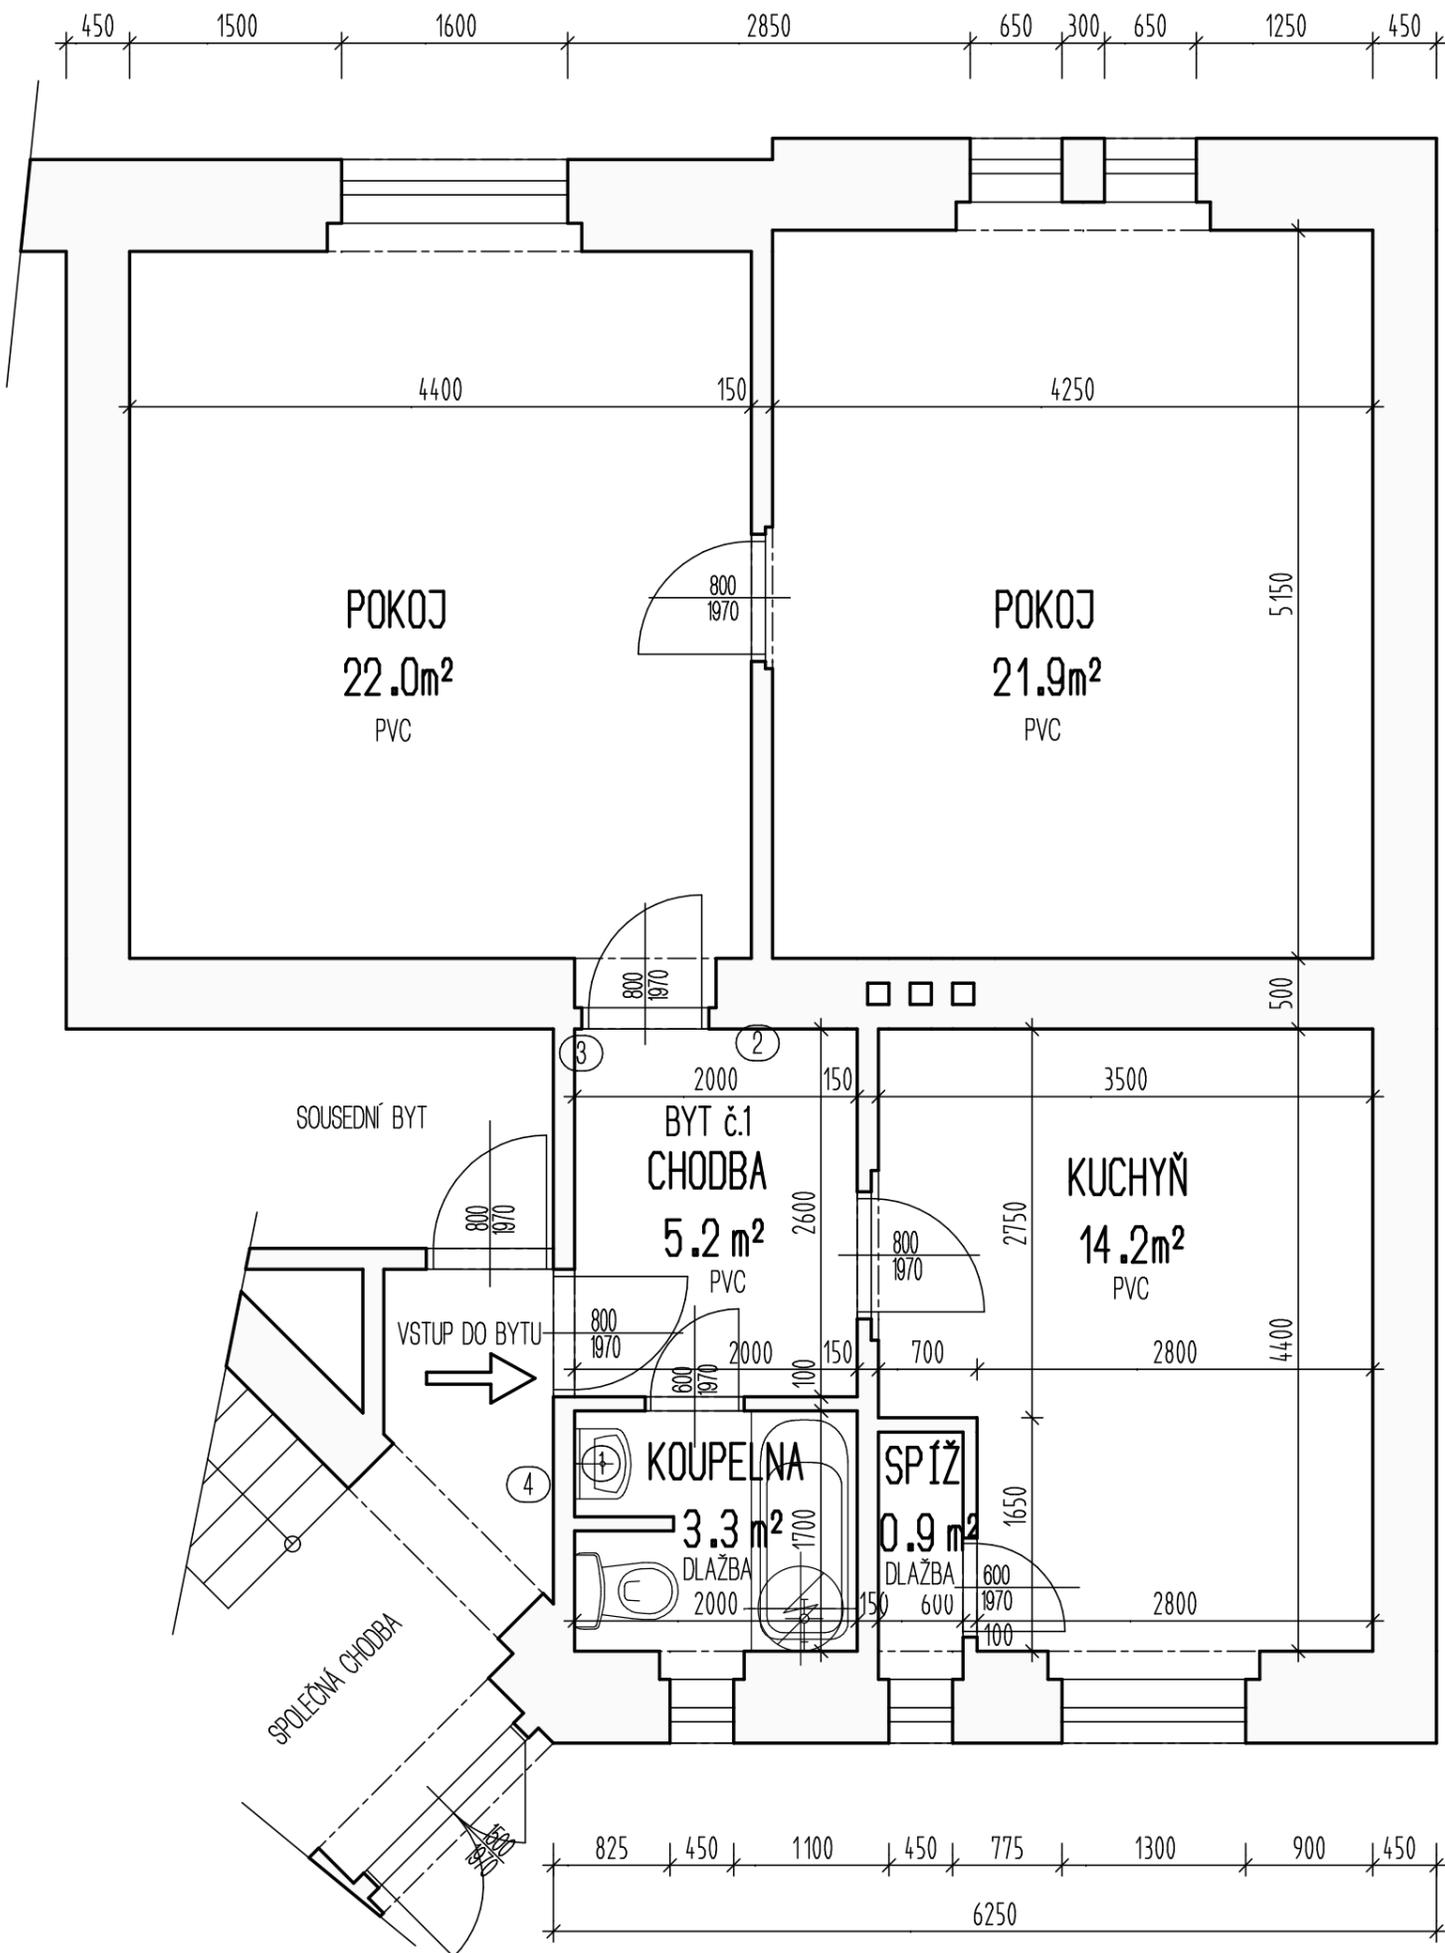 450 1500 1600 2850 650 300 650 1250 450
4400 150 4250
800
1970
5150
POKOJ
22.0m²
PVC
POKOJ
21.9m²
PVC
800
1970
500
3
2
2000 150 3500
SOUSEDNÍ BYT
BYT č.1
CHODBA
5.2 m²
PVC
2600
KUCHYŇ
14.2m²
PVC
2750
800
1970
800
1970
VSTUP DO BYTU
800
1970
4400
2000 150 700 2800
600
1970
100
KOUPELNA
3.3 m²
DLAŽBA
1
4
1700
SPÍŽ
0.9 m²
DLAŽBA
1650
600
1970
2000 150 600 2800
100
SPOLEČNÁ CHODBA
1500
1970
825 450 1100 450 775 1300 900 450
6250